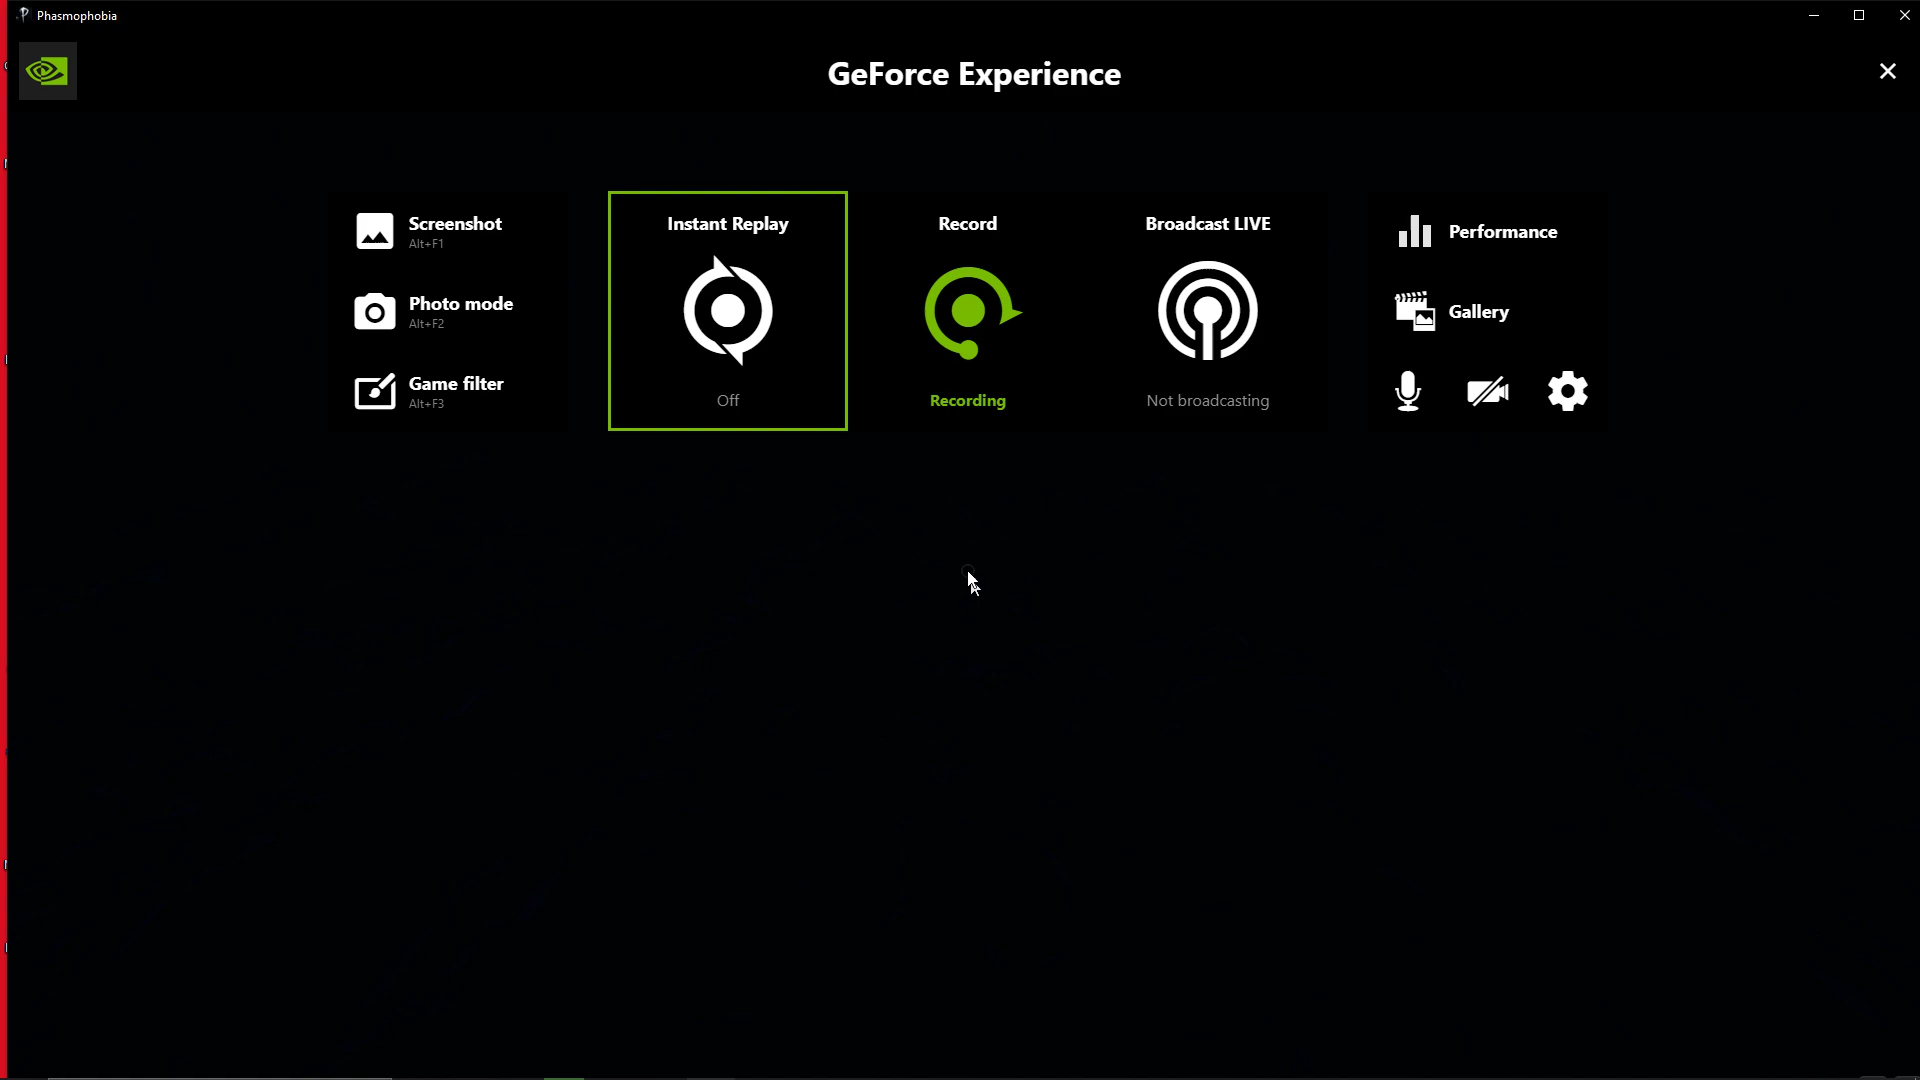 Phasmophobia
GeForce Experience
Screenshot
Alt+F1
Photo mode
Alt+F2
Game filter
Alt+F3
Instant Replay
Off
Record
Recording
Broadcast LIVE
Not broadcasting
Performance
Gallery